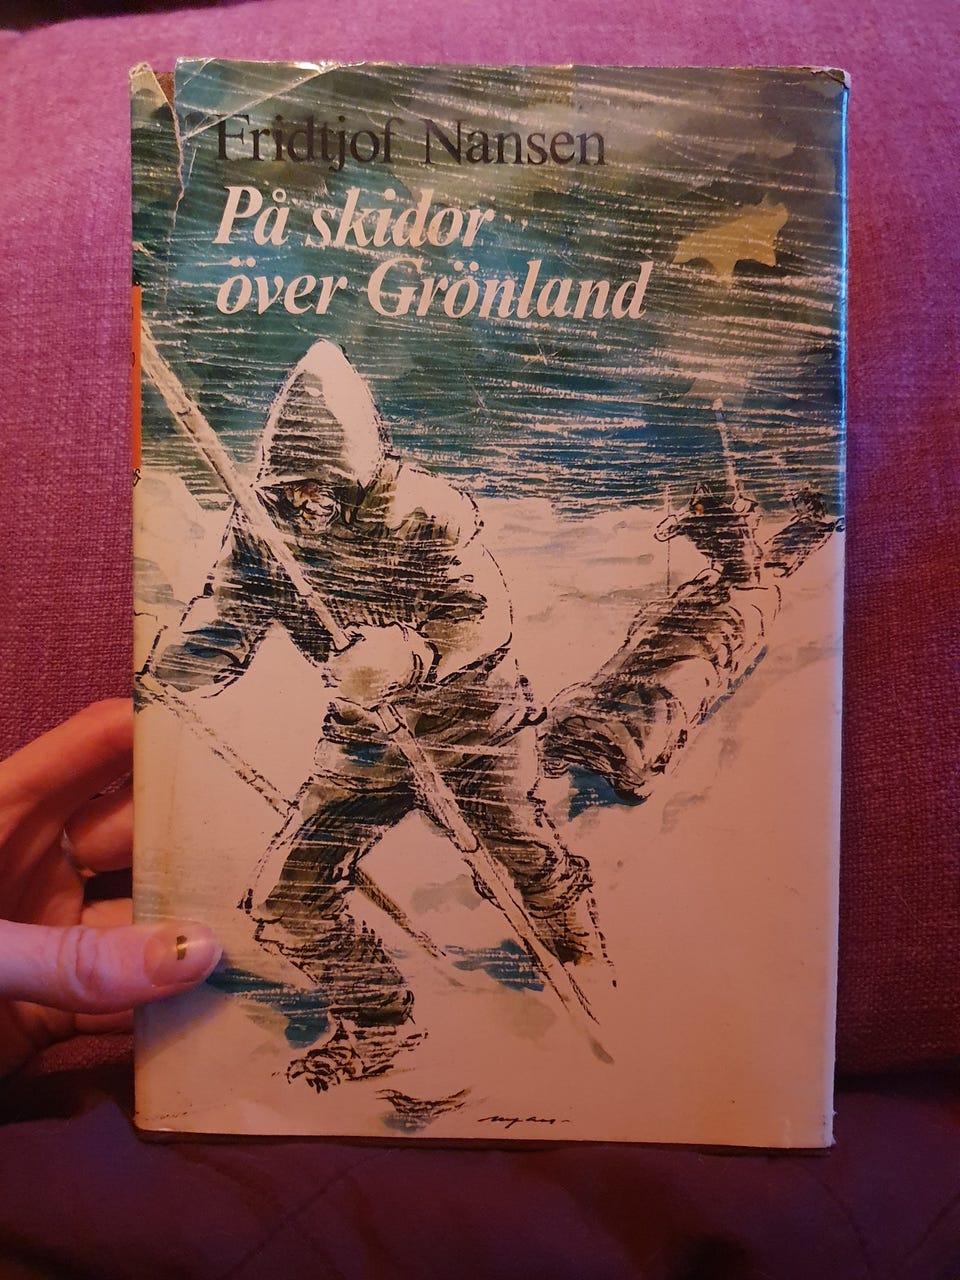 Fridtjof Nansen
På skidor
över Grönland